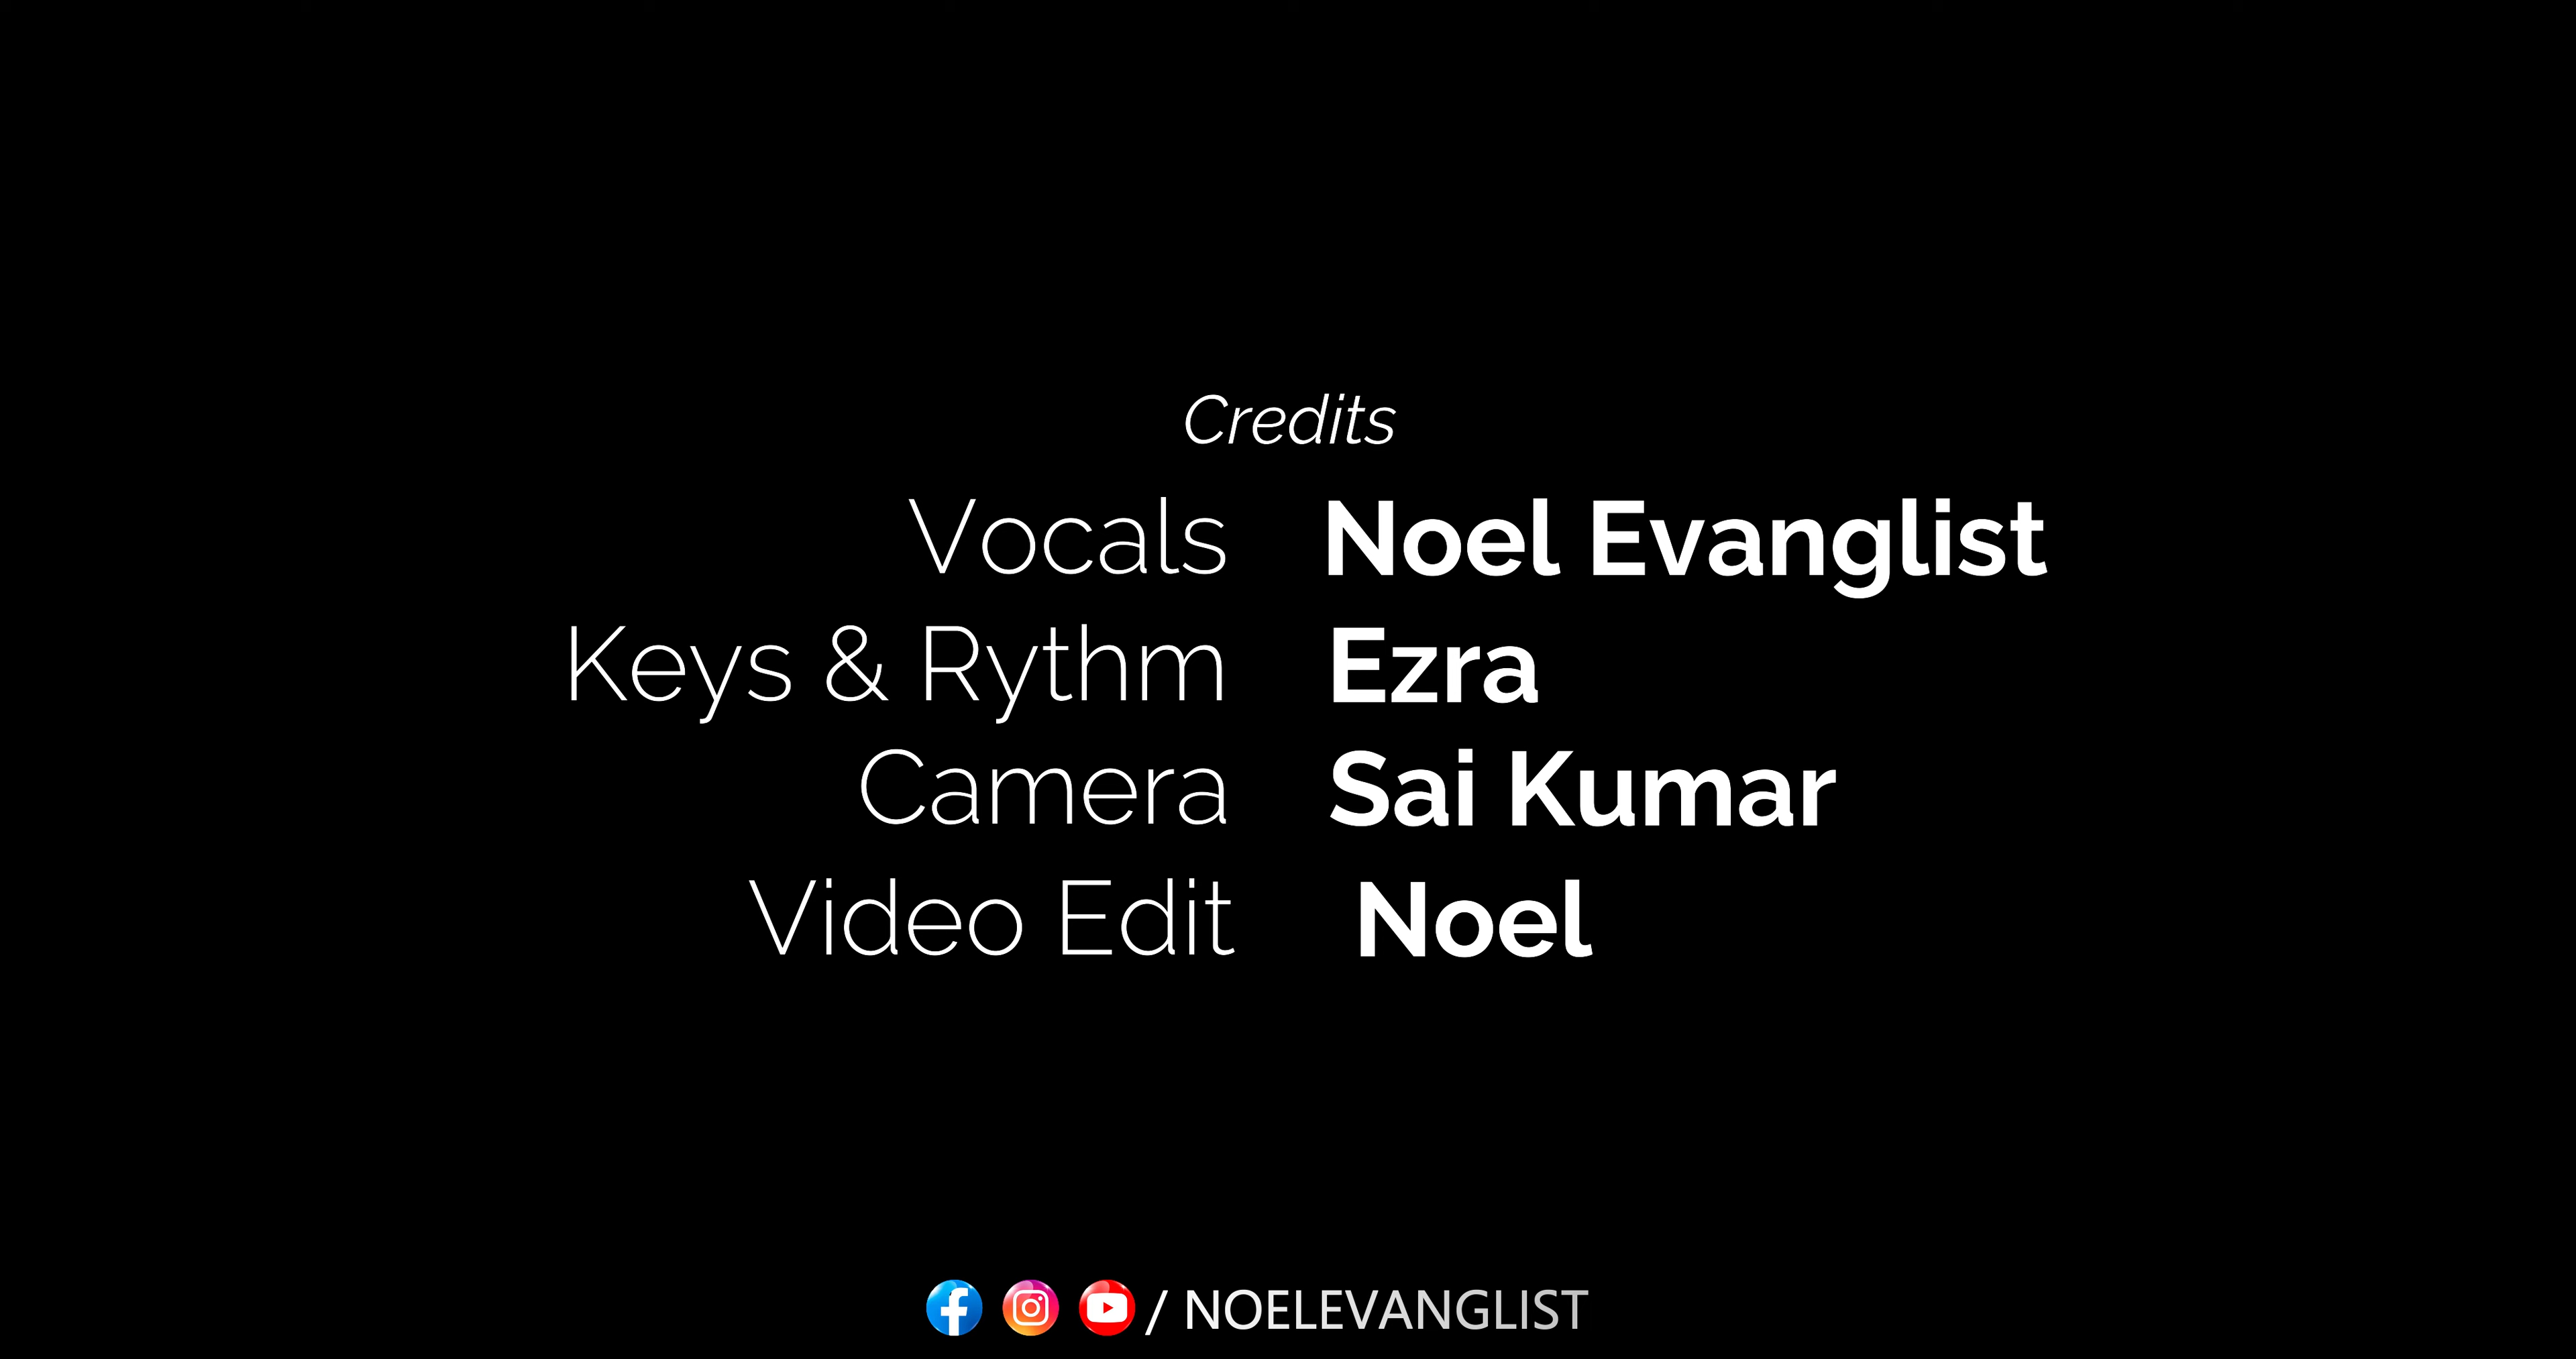 Credits
Vocals Noel Evanglist
Keys & Rythm Ezra
Camera Sai Kumar
Video Edit Noel
/ NOELEVANGLIST